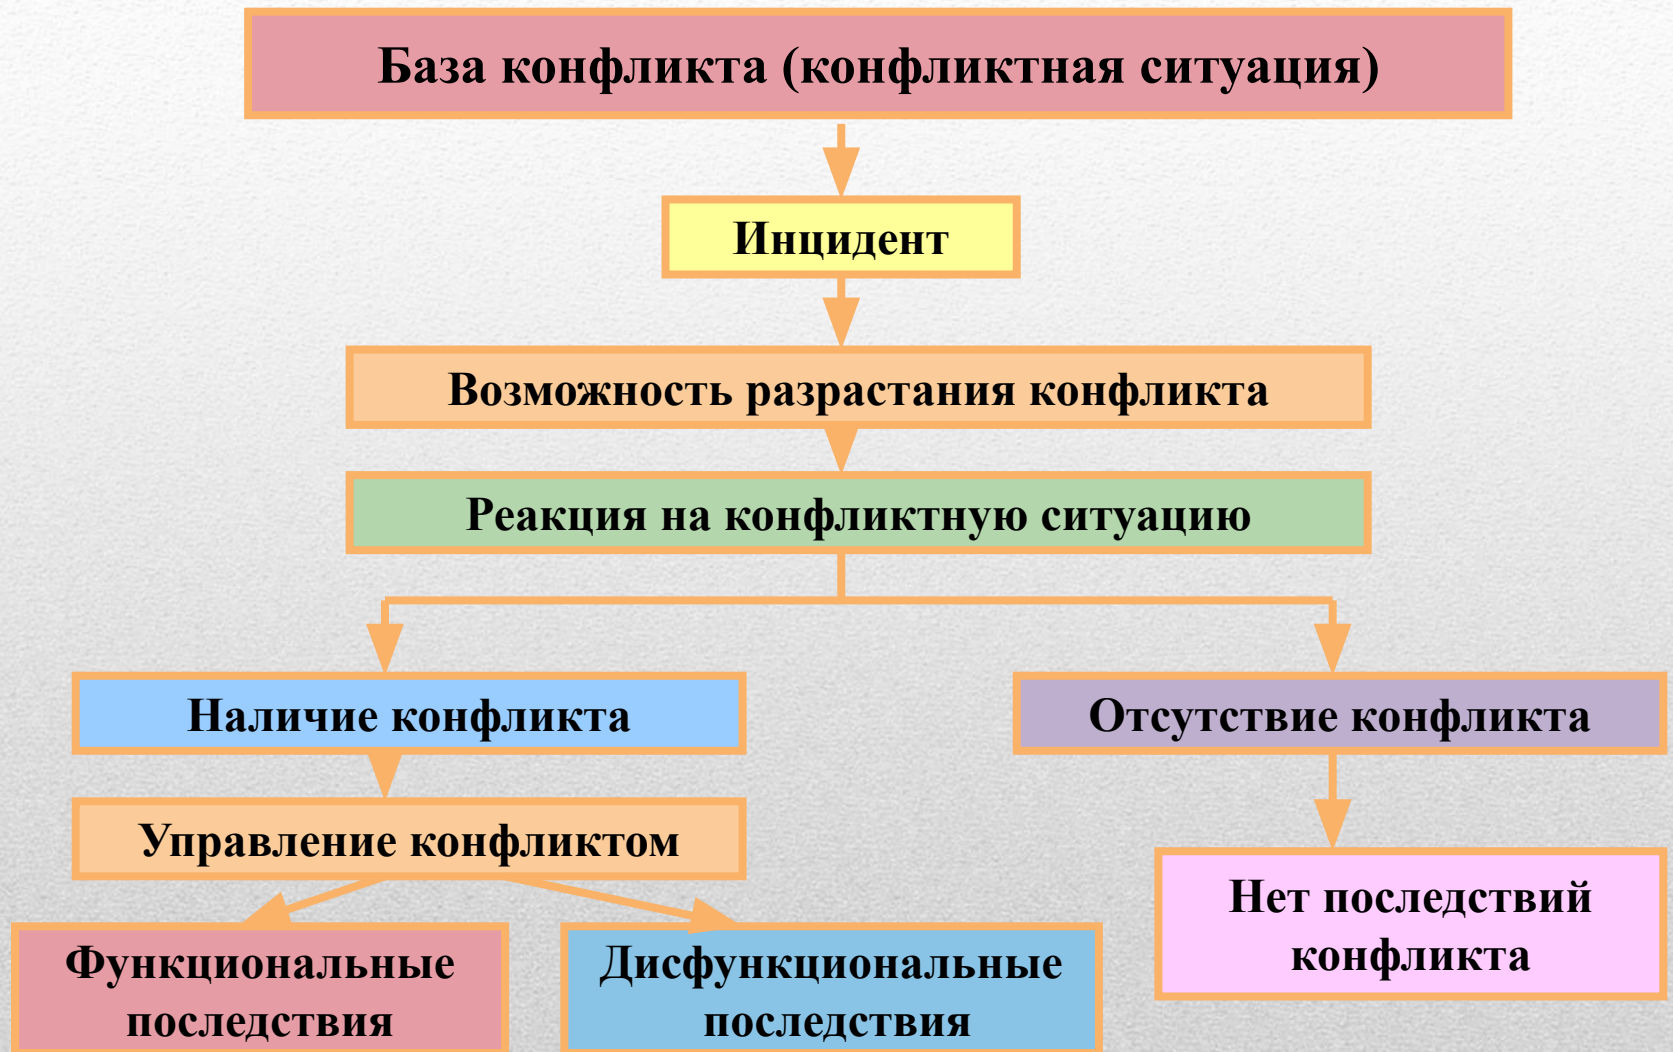 База конфликта (конфликтная ситуация)
Инцидент
Возможность разрастания конфликта
Реакция на конфликтную ситуацию
Наличие конфликта
Отсутствие конфликта
Управление конфликтом
Нет последствий
конфликта
Функциональные
последствия
Дисфункциональные
последствия